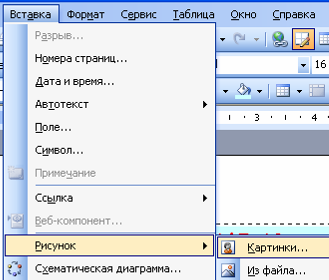 Вставка Формат Сервис Таблица Окно Справка
Разрыв...
Номера страниц...
16
Дата и время...
Автотекст
Поле...
3 4
Символ...
Примечание
Ссылка
Веб-компонент...
Рисунок
Картинки...
Схематическая диаграмма...
Из файла...